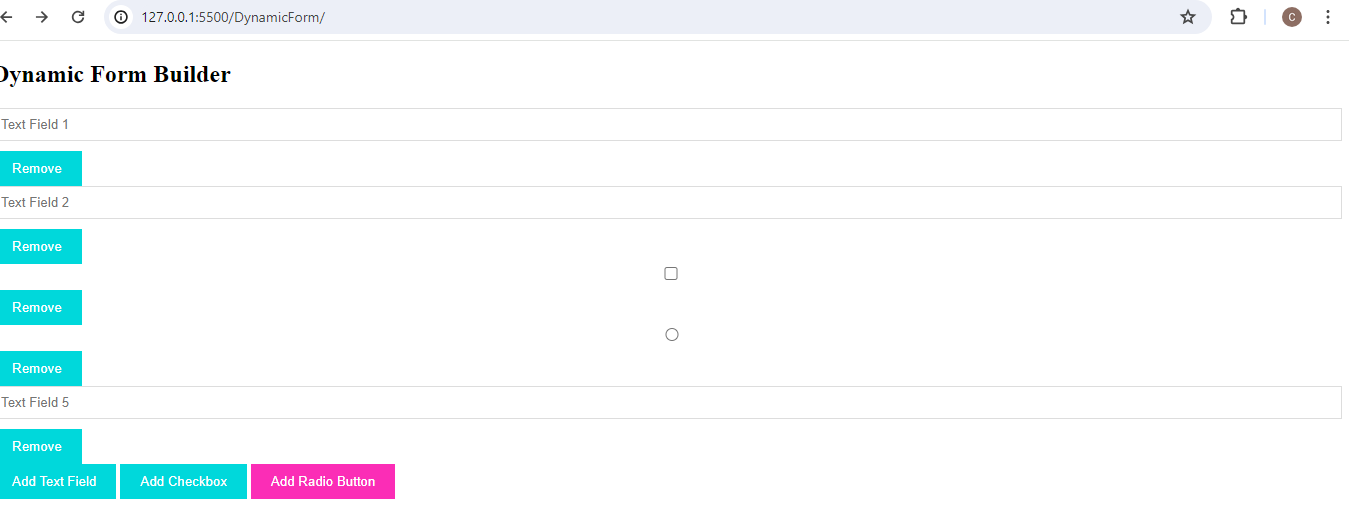 127.0.0.1:5500/DynamicForm/
C
Dynamic Form Builder
Text Field 1
Remove
Text Field 2
Remove
Remove
Remove
Text Field 5
Remove
Add Text Field Add Checkbox Add Radio Button